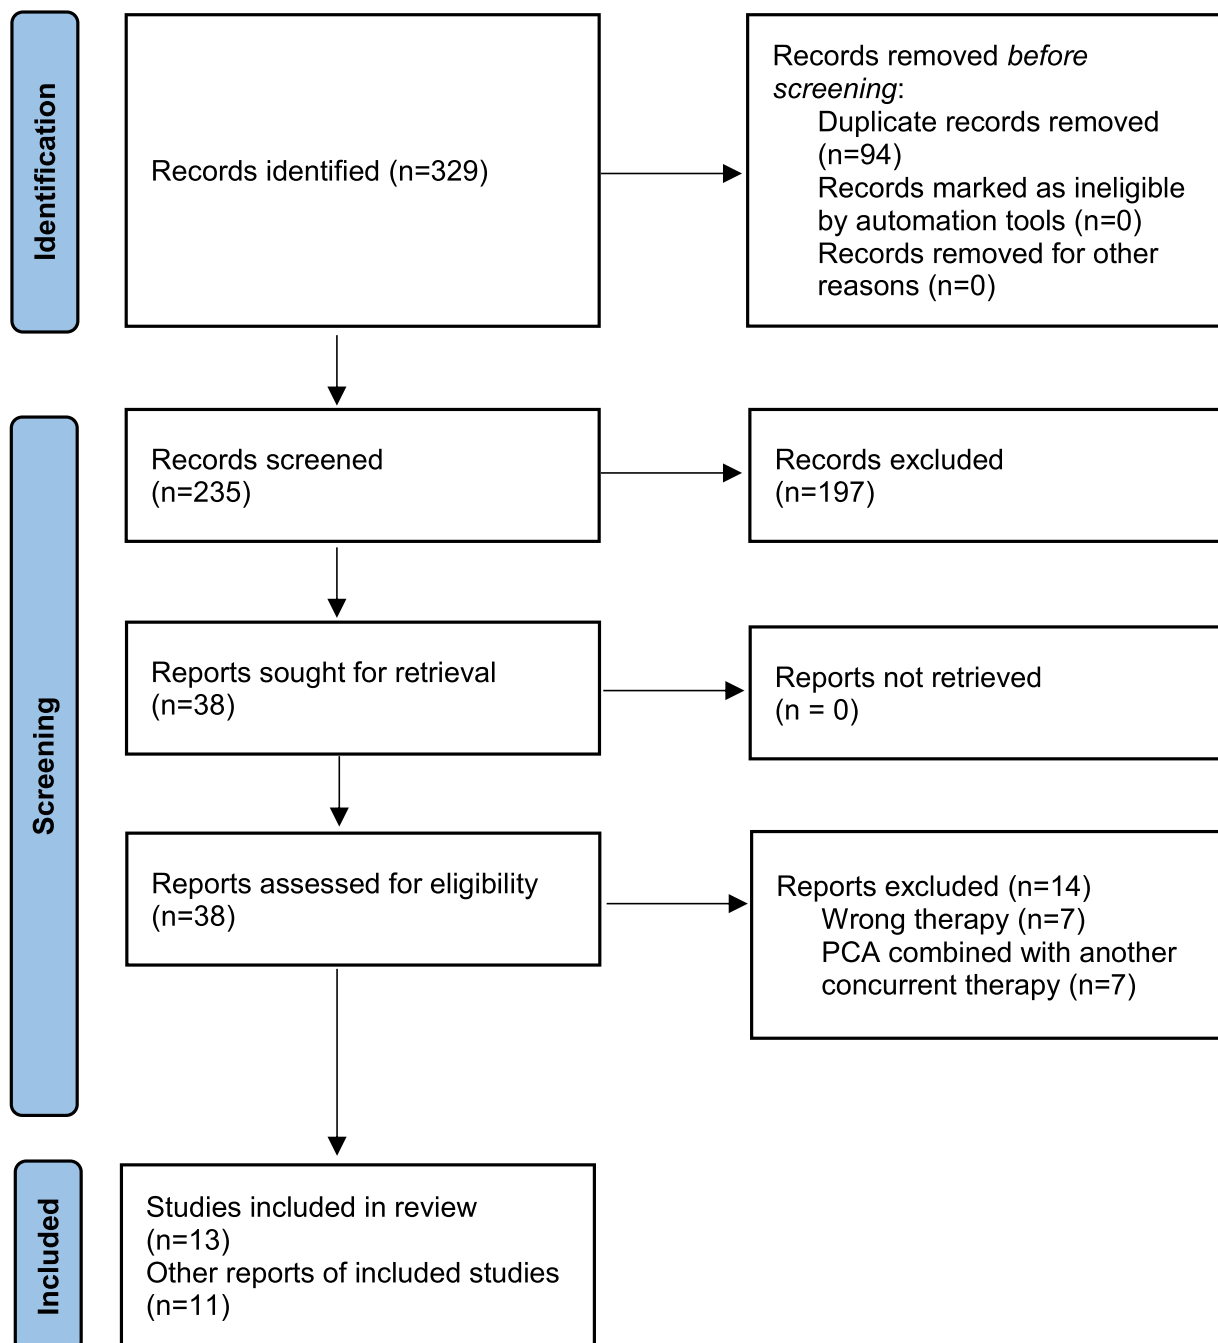 Identification
Records identified (n=329)
Records removed before
screening:
Duplicate records removed
(n=94)
Records marked as ineligible
by automation tools (n=0)
Records removed for other
reasons (n=0)
Screening
Records screened
(n=235)
Records excluded
(n=197)
Reports sought for retrieval
(n=38)
Reports not retrieved
(n = 0)
Reports assessed for eligibility
(n=38)
Reports excluded (n=14)
Wrong therapy (n=7)
PCA combined with another
concurrent therapy (n=7)
Included
Studies included in review
(n=13)
Other reports of included studies
(n=11)